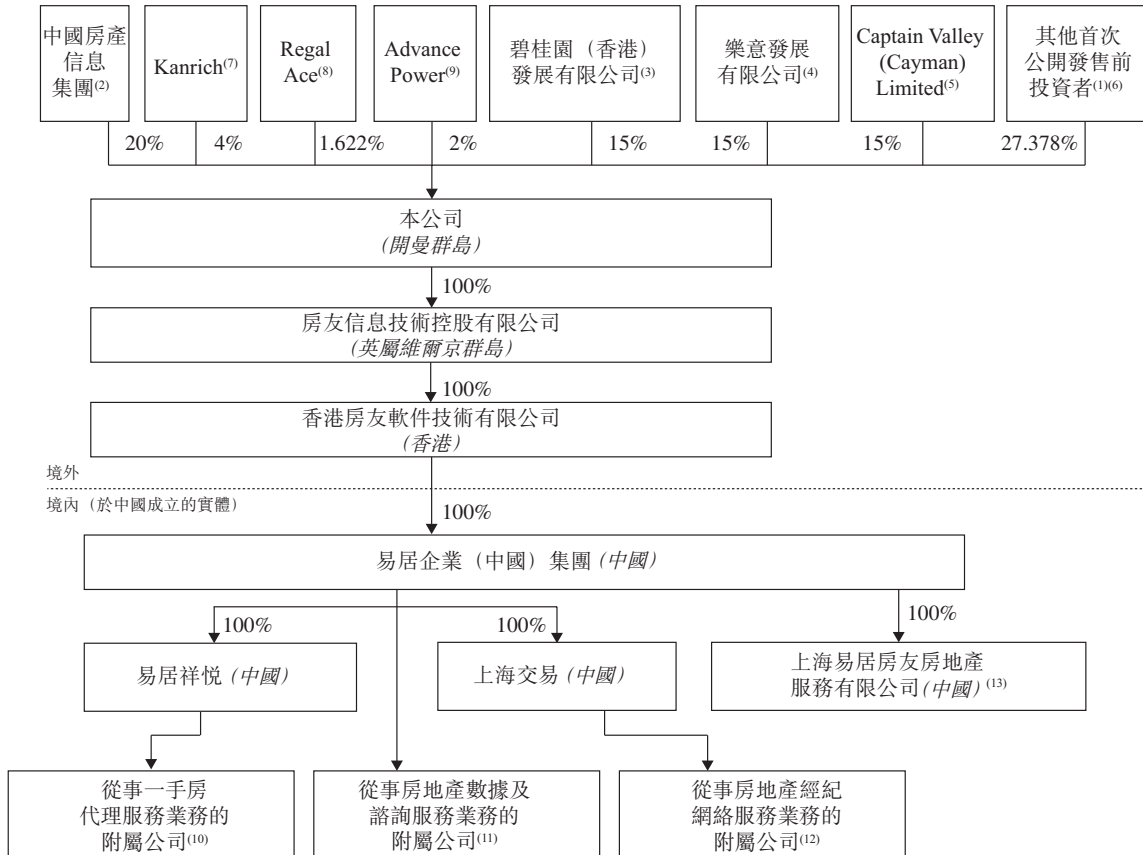 中國房產
信息
集團(2)
Kanrich(7)
Regal
Ace(8)
Advance
Power(9)
碧桂園（香港）
發展有限公司(3)
樂意發展
有限公司(4)
Captain Valley
(Cayman)
Limited(5)
其他首次
公開發售前
投資者(1)(6)
20%
4%
1.622%
2%
15%
15%
15%
27.378%
本公司
(開曼群島)
100%
房友信息技術控股有限公司
(英屬維爾京群島)
100%
香港房友軟件技術有限公司
(香港)
境外
境內（於中國成立的實體）
100%
易居企業（中國）集團(中國)
100%
100%
100%
易居祥悦(中國)
上海交易(中國)
上海易居房友房地產
服務有限公司(中國)(13)
從事一手房
代理服務業務的
附屬公司(10)
從事房地產數據及
諮詢服務業務的
附屬公司(11)
從事房地產經紀
網絡服務業務的
附屬公司(12)